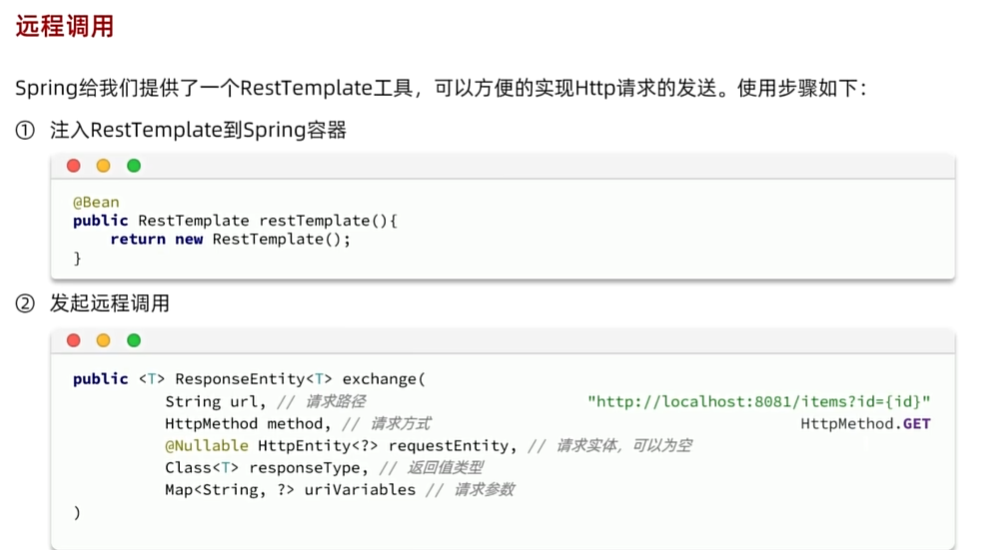 远程调用
Spring给我们提供了一个RestTemplate工具，可以方便的实现Http请求的发送。使用步骤如下：
① 注入RestTemplate到Spring容器
@Bean
public RestTemplate restTemplate(){
    return new RestTemplate();
}
② 发起远程调用
public <T> ResponseEntity<T> exchange(
String url, // 请求路径 "http://localhost:8081/items?id={id}"
HttpMethod method, // 请求方式 HttpMethod.GET
@Nullable HttpEntity<?> requestEntity, // 请求实体，可以为空
Class<T> responseType, // 返回值类型
Map<String, ?> uriVariables // 请求参数
)